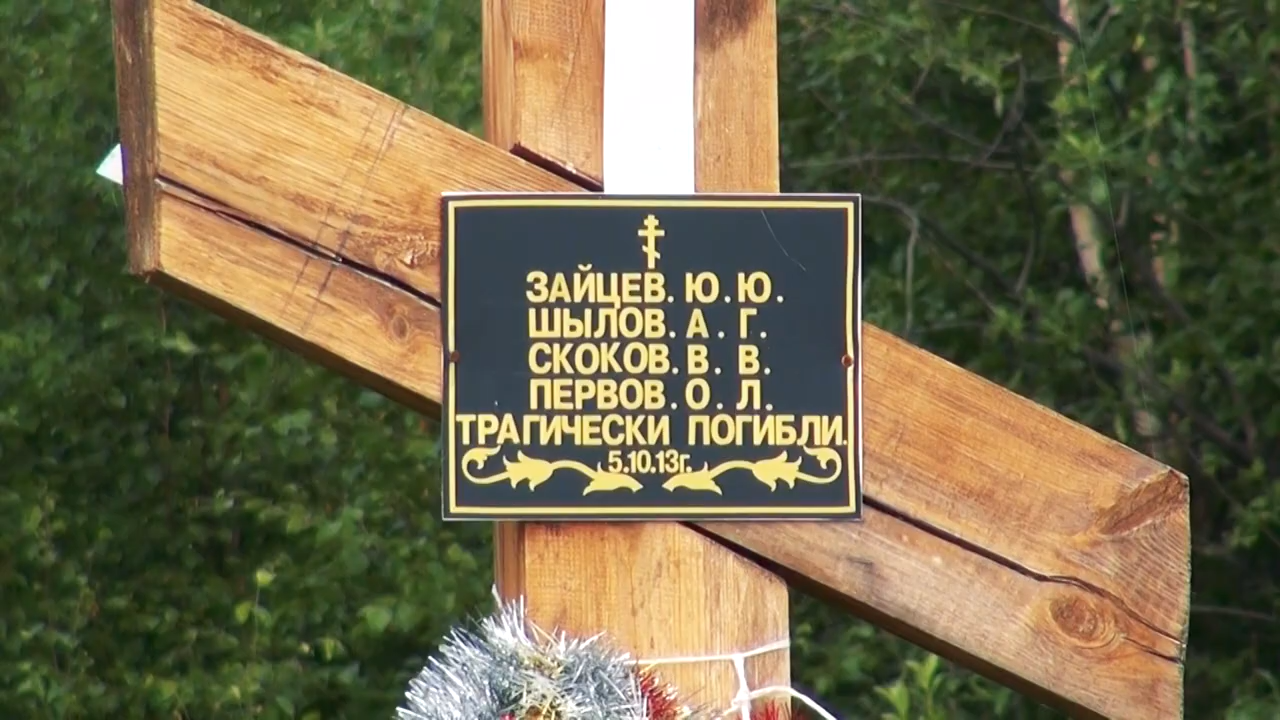 ЗАЙЦЕВ. Ю. Ю.
ШЫЛОВ. А. Г.
СКОКОВ. В. В.
ПЕРВОВ. О. Л.
ТРАГИЧЕСКИ ПОГИБЛИ.
5.10.13г.